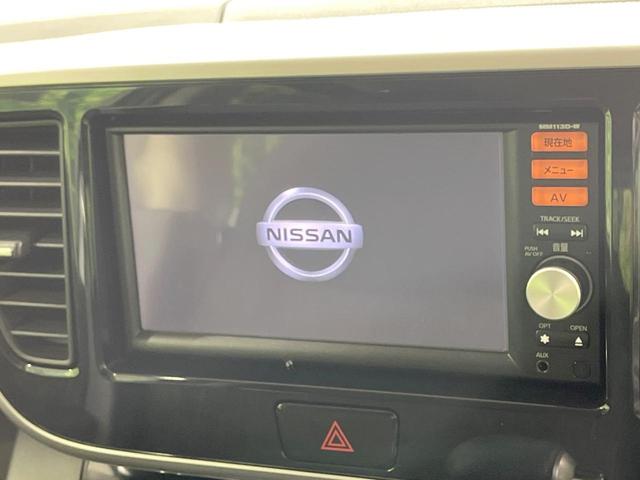 MM113D-W
現在地
メニュー
AV
TRACK/SEEK
PUSH
AV OFF
音量
OPT
OPEN
AUX
NISSAN